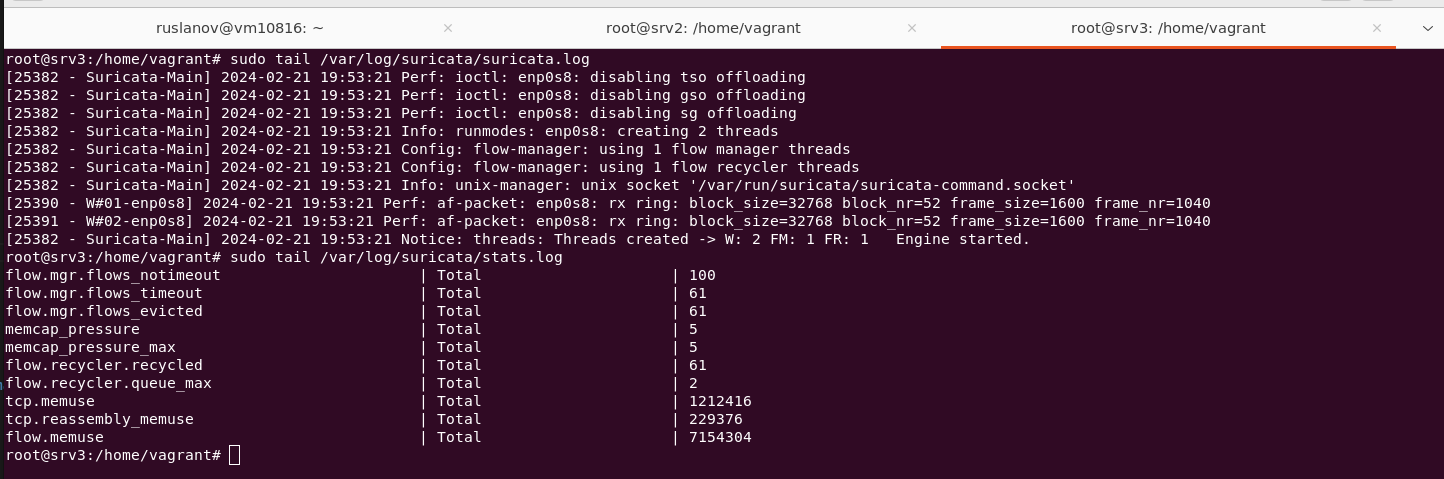 ruslanov@vm10816: ~ × root@srv2: /home/vagrant × root@srv3: /home/vagrant ×
root@srv3:/home/vagrant# sudo tail /var/log/suricata/suricata.log
[25382 - Suricata-Main] 2024-02-21 19:53:21 Perf: ioctl: enp0s8: disabling tso offloading
[25382 - Suricata-Main] 2024-02-21 19:53:21 Perf: ioctl: enp0s8: disabling gso offloading
[25382 - Suricata-Main] 2024-02-21 19:53:21 Perf: ioctl: enp0s8: disabling sg offloading
[25382 - Suricata-Main] 2024-02-21 19:53:21 Info: runmodes: enp0s8: creating 2 threads
[25382 - Suricata-Main] 2024-02-21 19:53:21 Config: flow-manager: using 1 flow manager threads
[25382 - Suricata-Main] 2024-02-21 19:53:21 Config: flow-manager: using 1 flow recycler threads
[25382 - Suricata-Main] 2024-02-21 19:53:21 Info: unix-manager: unix socket '/var/run/suricata/suricata-command.socket'
[25390 - W#01-enp0s8] 2024-02-21 19:53:21 Perf: af-packet: enp0s8: rx ring: block_size=32768 block_nr=52 frame_size=1600 frame_nr=1040
[25391 - W#02-enp0s8] 2024-02-21 19:53:21 Perf: af-packet: enp0s8: rx ring: block_size=32768 block_nr=52 frame_size=1600 frame_nr=1040
[25382 - Suricata-Main] 2024-02-21 19:53:21 Notice: threads: Threads created -> W: 2 FM: 1 FR: 1   Engine started.
root@srv3:/home/vagrant# sudo tail /var/log/suricata/stats.log
flow.mgr.flows_notimeout                      | Total                     | 100
flow.mgr.flows_timeout                        | Total                     | 61
flow.mgr.flows_evicted                        | Total                     | 61
memcap_pressure                               | Total                     | 5
memcap_pressure_max                           | Total                     | 5
flow.recycler.recycled                        | Total                     | 61
flow.recycler.queue_max                       | Total                     | 2
tcp.memuse                                    | Total                     | 1212416
tcp.reassembly_memuse                         | Total                     | 229376
flow.memuse                                   | Total                     | 7154304
root@srv3:/home/vagrant#